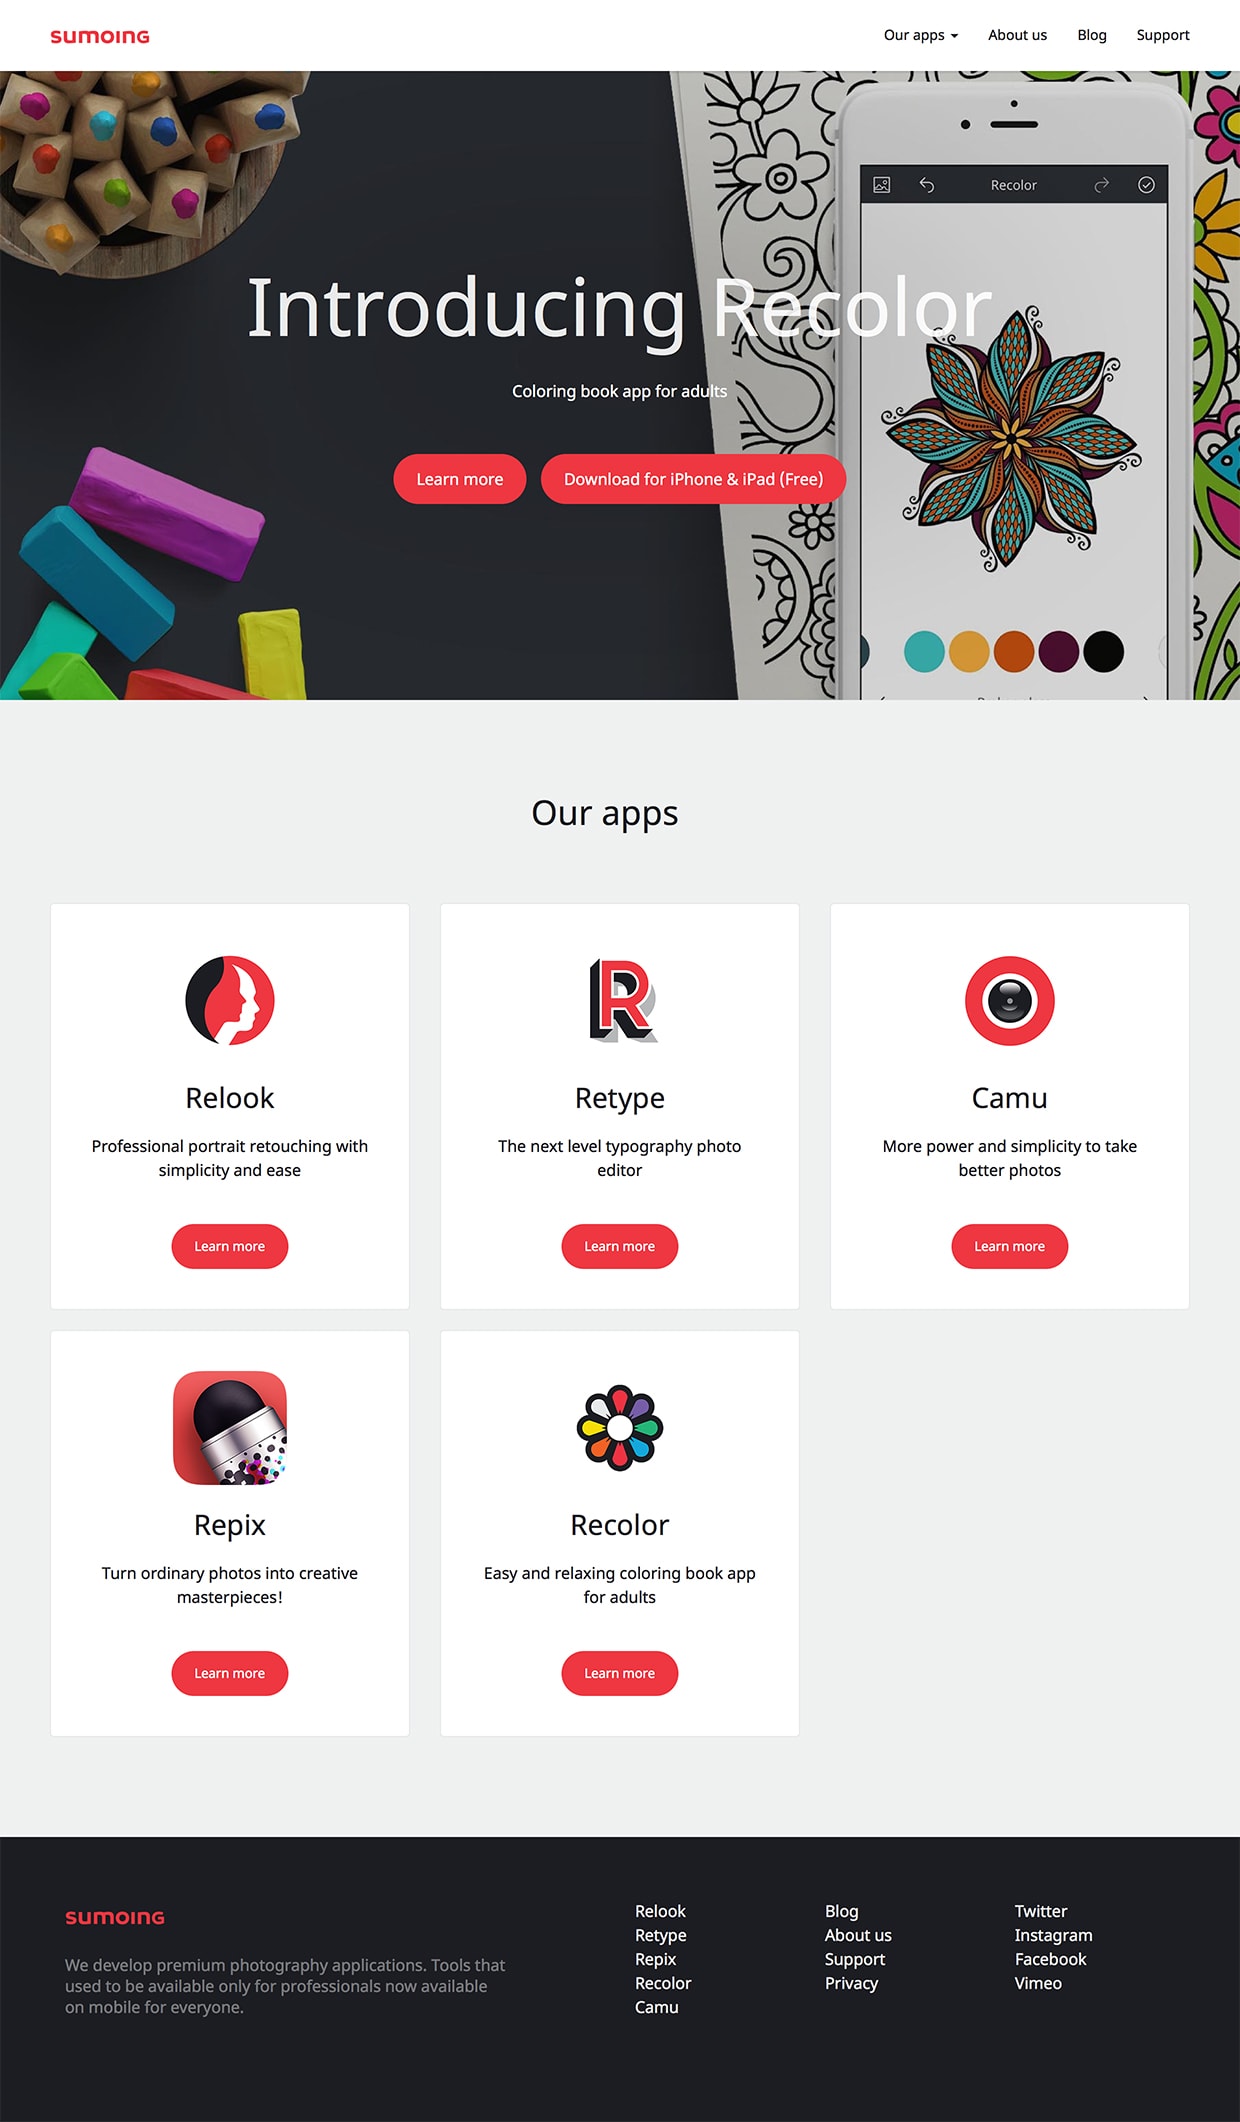 sumoing
Our apps
About us
Blog
Support
Recolor
Introducing Recolor
Coloring book app for adults
Learn more
Download for iPhone & iPad (Free)
Our apps
Relook
Professional portrait retouching with
simplicity and ease
Learn more
Retype
The next level typography photo
editor
Learn more
Camu
More power and simplicity to take
better photos
Learn more
Repix
Turn ordinary photos into creative
masterpieces!
Learn more
Recolor
Easy and relaxing coloring book app
for adults
Learn more
sumoing
We develop premium photography applications. Tools that
used to be available only for professionals now available
on mobile for everyone.
Relook
Retype
Repix
Recolor
Camu
Blog
About us
Support
Privacy
Twitter
Instagram
Facebook
Vimeo